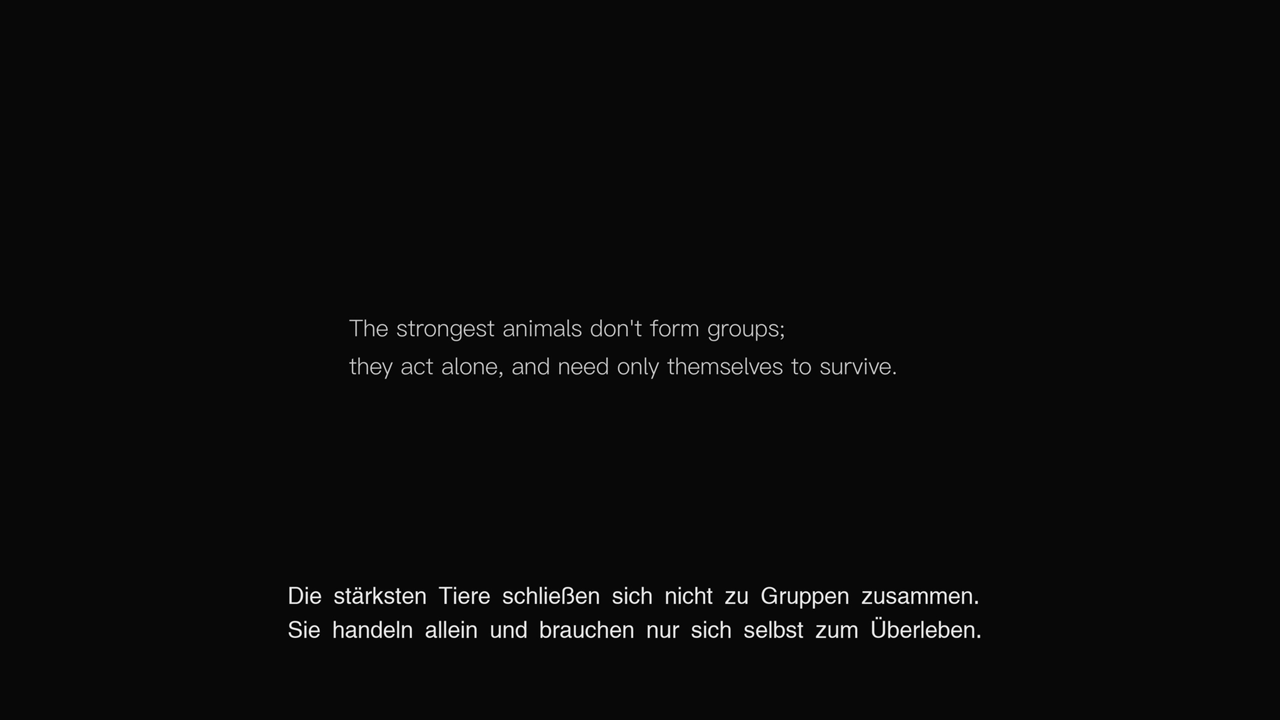 The strongest animals don't form groups;
they act alone, and need only themselves to survive.
Die stärksten Tiere schließen sich nicht zu Gruppen zusammen.
Sie handeln allein und brauchen nur sich selbst zum Überleben.